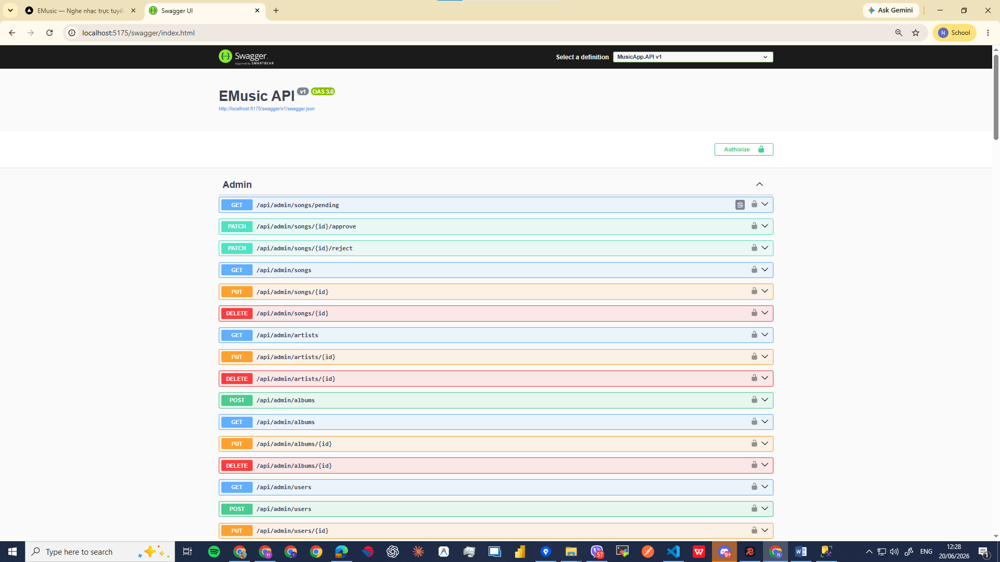 EMusic — Nghe nhạc trực tuyế
Swagger UI
Ask Gemini
localhost:5175/swagger/index.html
N
School
Swagger
Supported by SMARTBEAR
Select a definition
MusicApp.API v1
EMusic API v1 OAS 3.0
http://localhost:5175/swagger/v1/swagger.json
Authorize
Admin
GET /api/admin/songs/pending
PATCH /api/admin/songs/{id}/approve
PATCH /api/admin/songs/{id}/reject
GET /api/admin/songs
PUT /api/admin/songs/{id}
DELETE /api/admin/songs/{id}
GET /api/admin/artists
PUT /api/admin/artists/{id}
DELETE /api/admin/artists/{id}
POST /api/admin/albums
GET /api/admin/albums
PUT /api/admin/albums/{id}
DELETE /api/admin/albums/{id}
GET /api/admin/users
POST /api/admin/users
PUT /api/admin/users/{id}
Type here to search
H
V
57
9+
N
ENG
12:28
20/06/2026
1